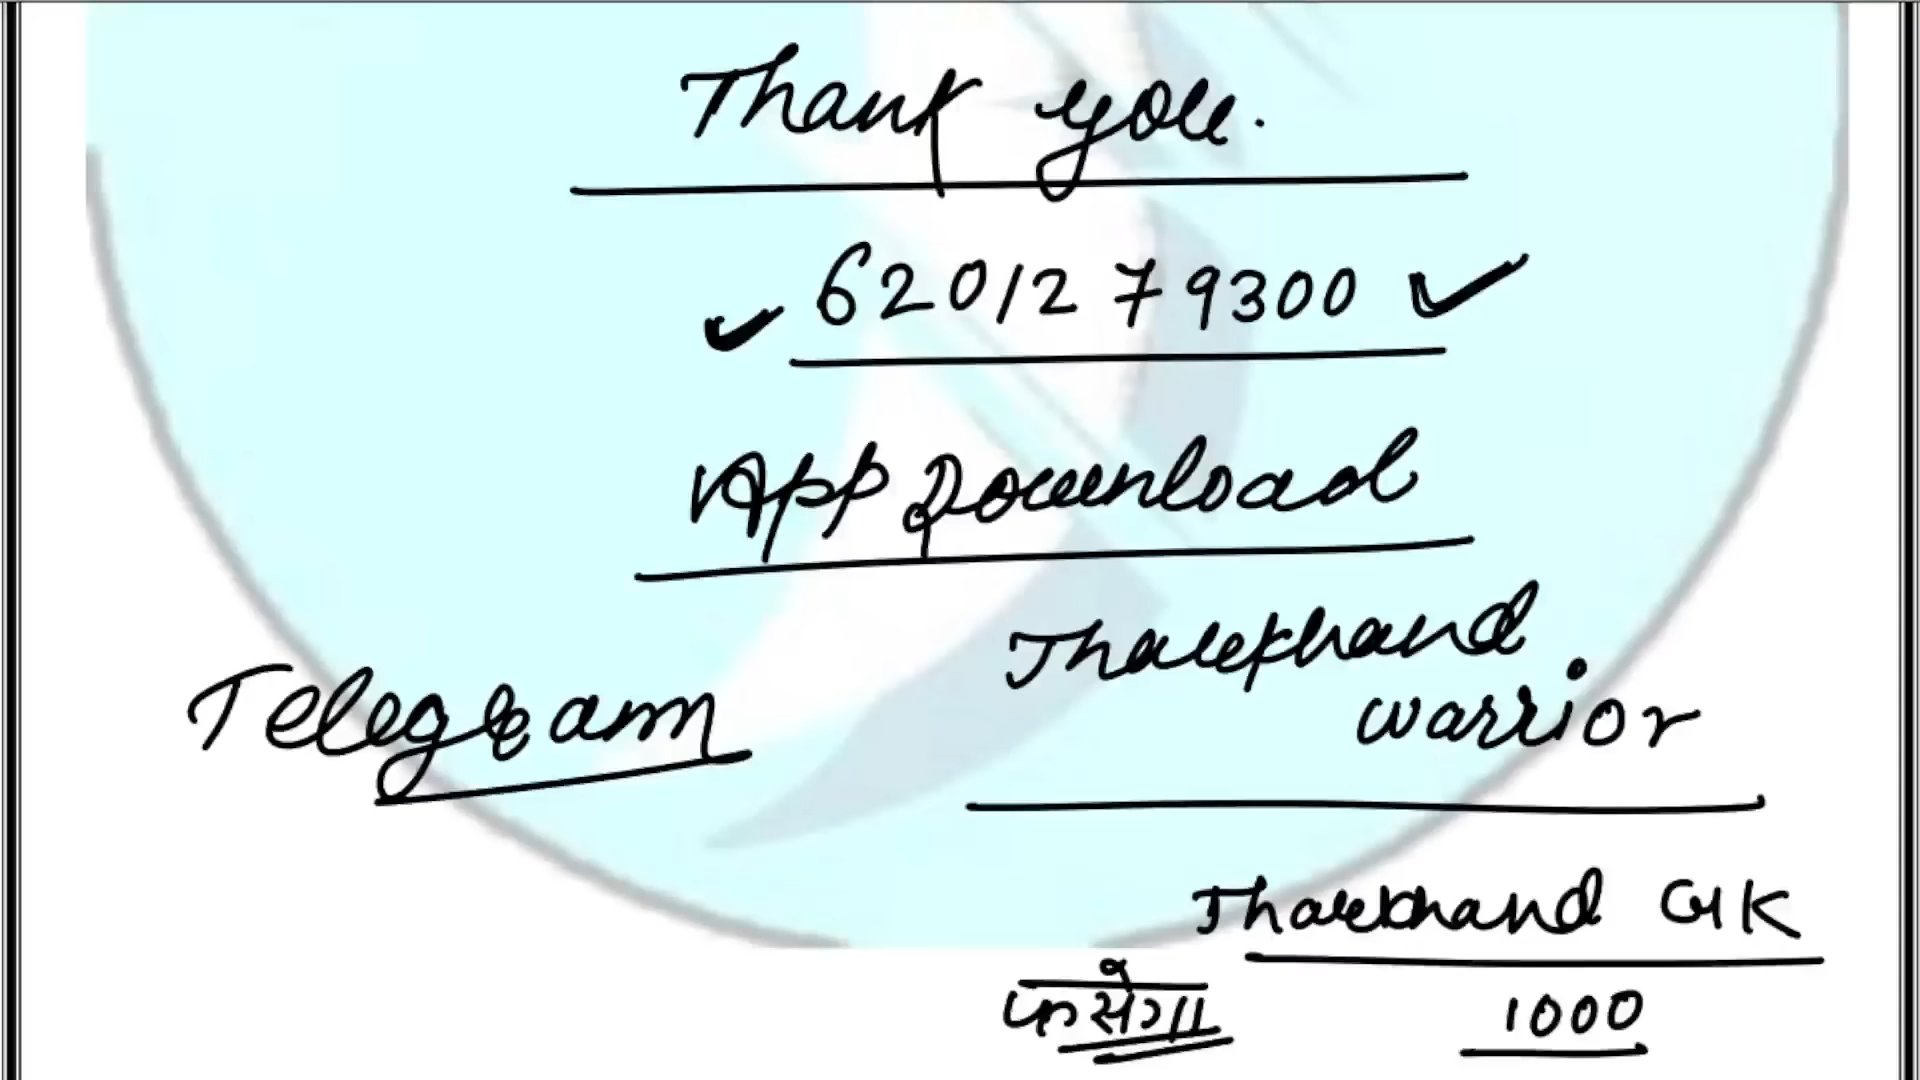 Thank you.
6201279300
App Download
Jharkhand
warrior
Telegram
Jharkhand GK
1000
फसेगा